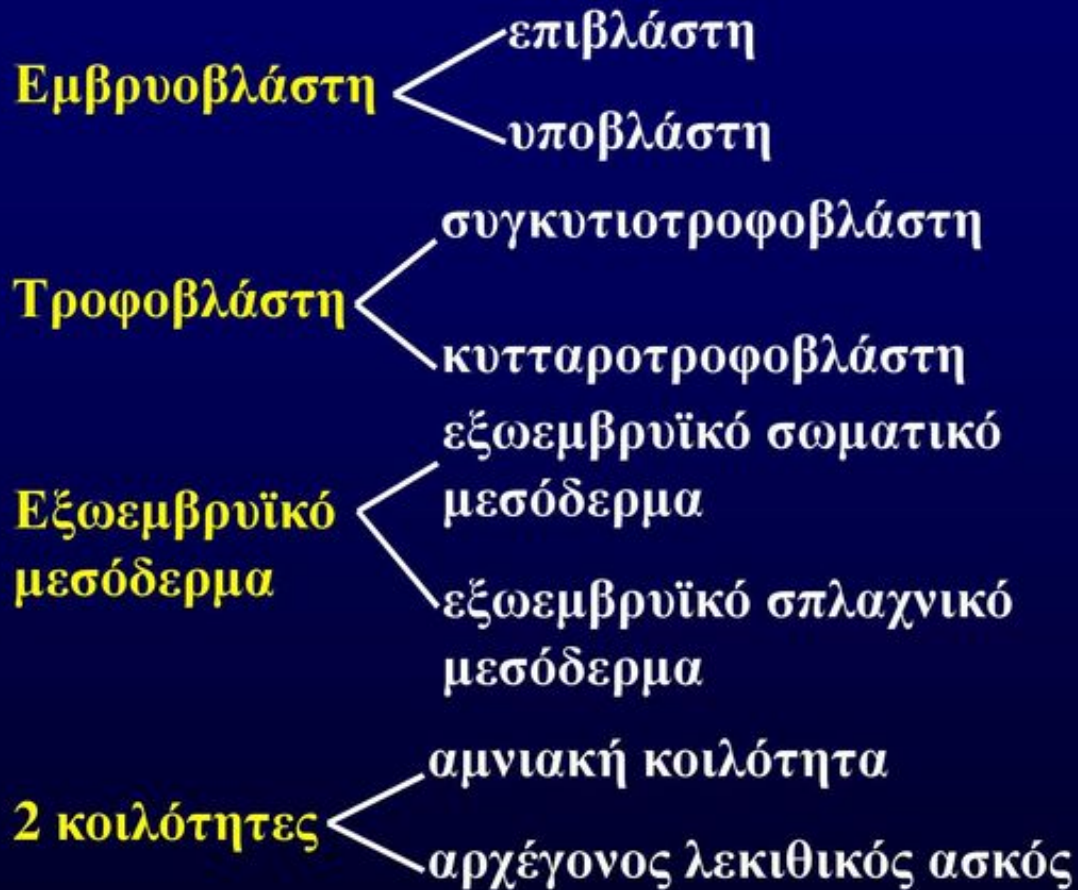 επιβλάστη
Εμβρυοβλάστη
υποβλάστη
συγκυτιοτροφοβλάστη
Τροφοβλάστη
κυτταροτροφοβλάστη
εξωεμβρυϊκό σωματικό
μεσόδερμα
Εξωεμβρυϊκό
μεσόδερμα
εξωεμβρυϊκό σπλαχνικό
μεσόδερμα
αμνιακή κοιλότητα
2 κοιλότητες
αρχέγονος λεκιθικός ασκός